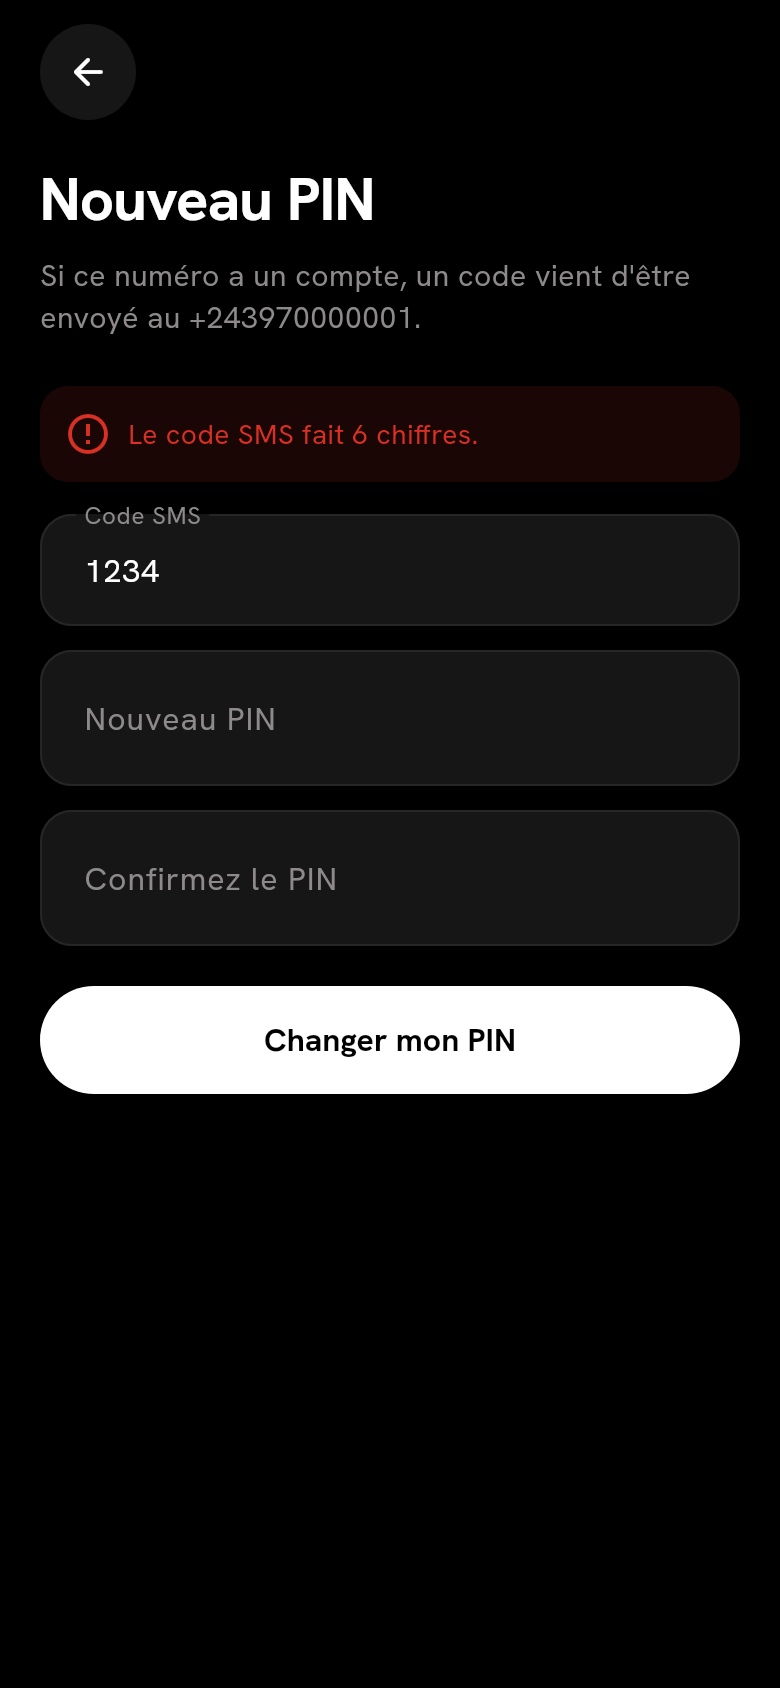 Nouveau PIN
Si ce numéro a un compte, un code vient d'être
envoyé au +243970000001.
Le code SMS fait 6 chiffres.
Code SMS
1234
Nouveau PIN
Confirmez le PIN
Changer mon PIN